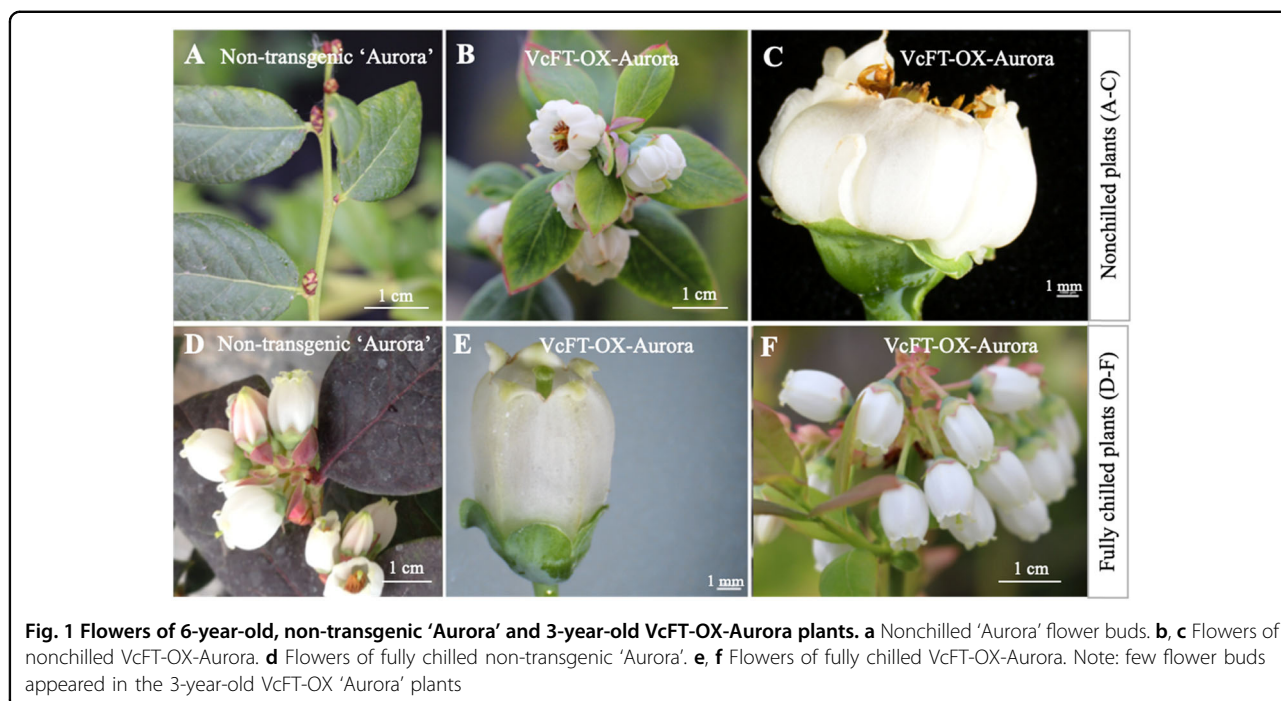 A Non-transgenic ‘Aurora’
B VcFT-OX-Aurora
C VcFT-OX-Aurora
Nonchilled plants (A-C)
1 cm
1 cm
1 mm
D Non-transgenic ‘Aurora’
E VcFT-OX-Aurora
F VcFT-OX-Aurora
Fully chilled plants (D-F)
1 cm
1 mm
1 cm
Fig. 1 Flowers of 6-year-old, non-transgenic ‘Aurora’ and 3-year-old VcFT-OX-Aurora plants. a Nonchilled ‘Aurora’ flower buds. b, c Flowers of
nonchilled VcFT-OX-Aurora. d Flowers of fully chilled non-transgenic ‘Aurora’. e, f Flowers of fully chilled VcFT-OX-Aurora. Note: few flower buds
appeared in the 3-year-old VcFT-OX ‘Aurora’ plants